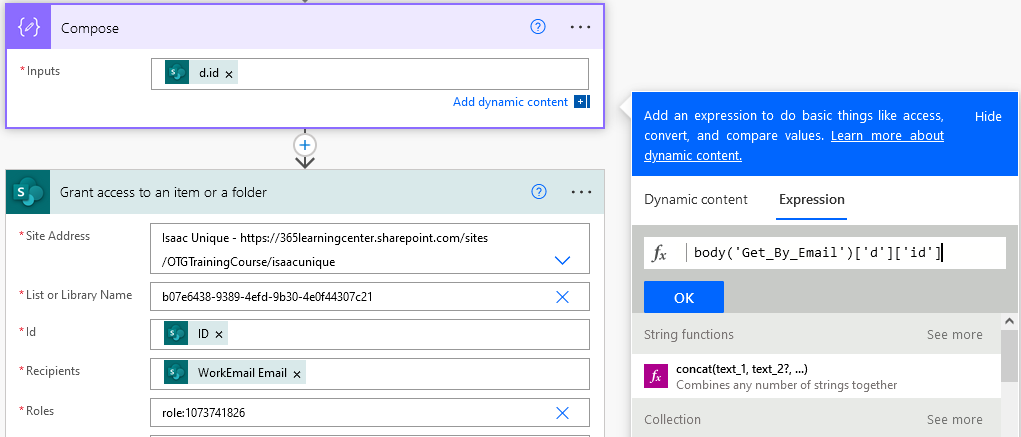 Compose
* Inputs
d.id ×
Add dynamic content
Grant access to an item or a folder
* Site Address
Isaac Unique - https://365learningcenter.sharepoint.com/sites
/OTGTrainingCourse/isaacunique
* List or Library Name
b07e6438-9389-4efd-9b30-4e0f44307c21
* Id
ID ×
* Recipients
WorkEmail Email ×
* Roles
role:1073741826
Add an expression to do basic things like access,
convert, and compare values. Learn more about
dynamic content.
Hide
Dynamic content Expression
fx body('Get_By_Email')['d']['id']
OK
String functions See more
fx concat(text_1, text_2?, ...)
Combines any number of strings together
Collection See more